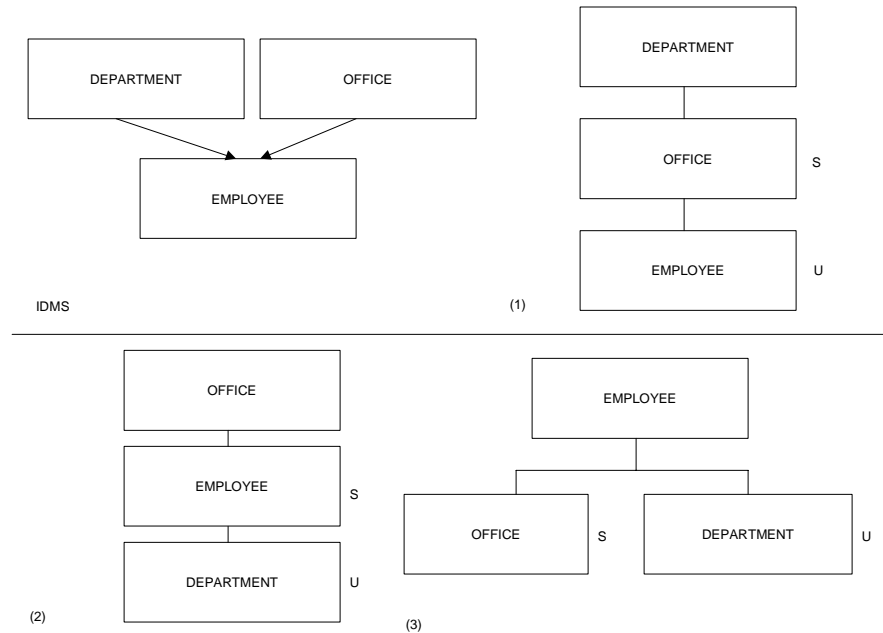 DEPARTMENT
OFFICE
EMPLOYEE
IDMS
DEPARTMENT
OFFICE
S
EMPLOYEE
U
(1)
OFFICE
EMPLOYEE
S
DEPARTMENT
U
(2)
EMPLOYEE
OFFICE
S
DEPARTMENT
U
(3)